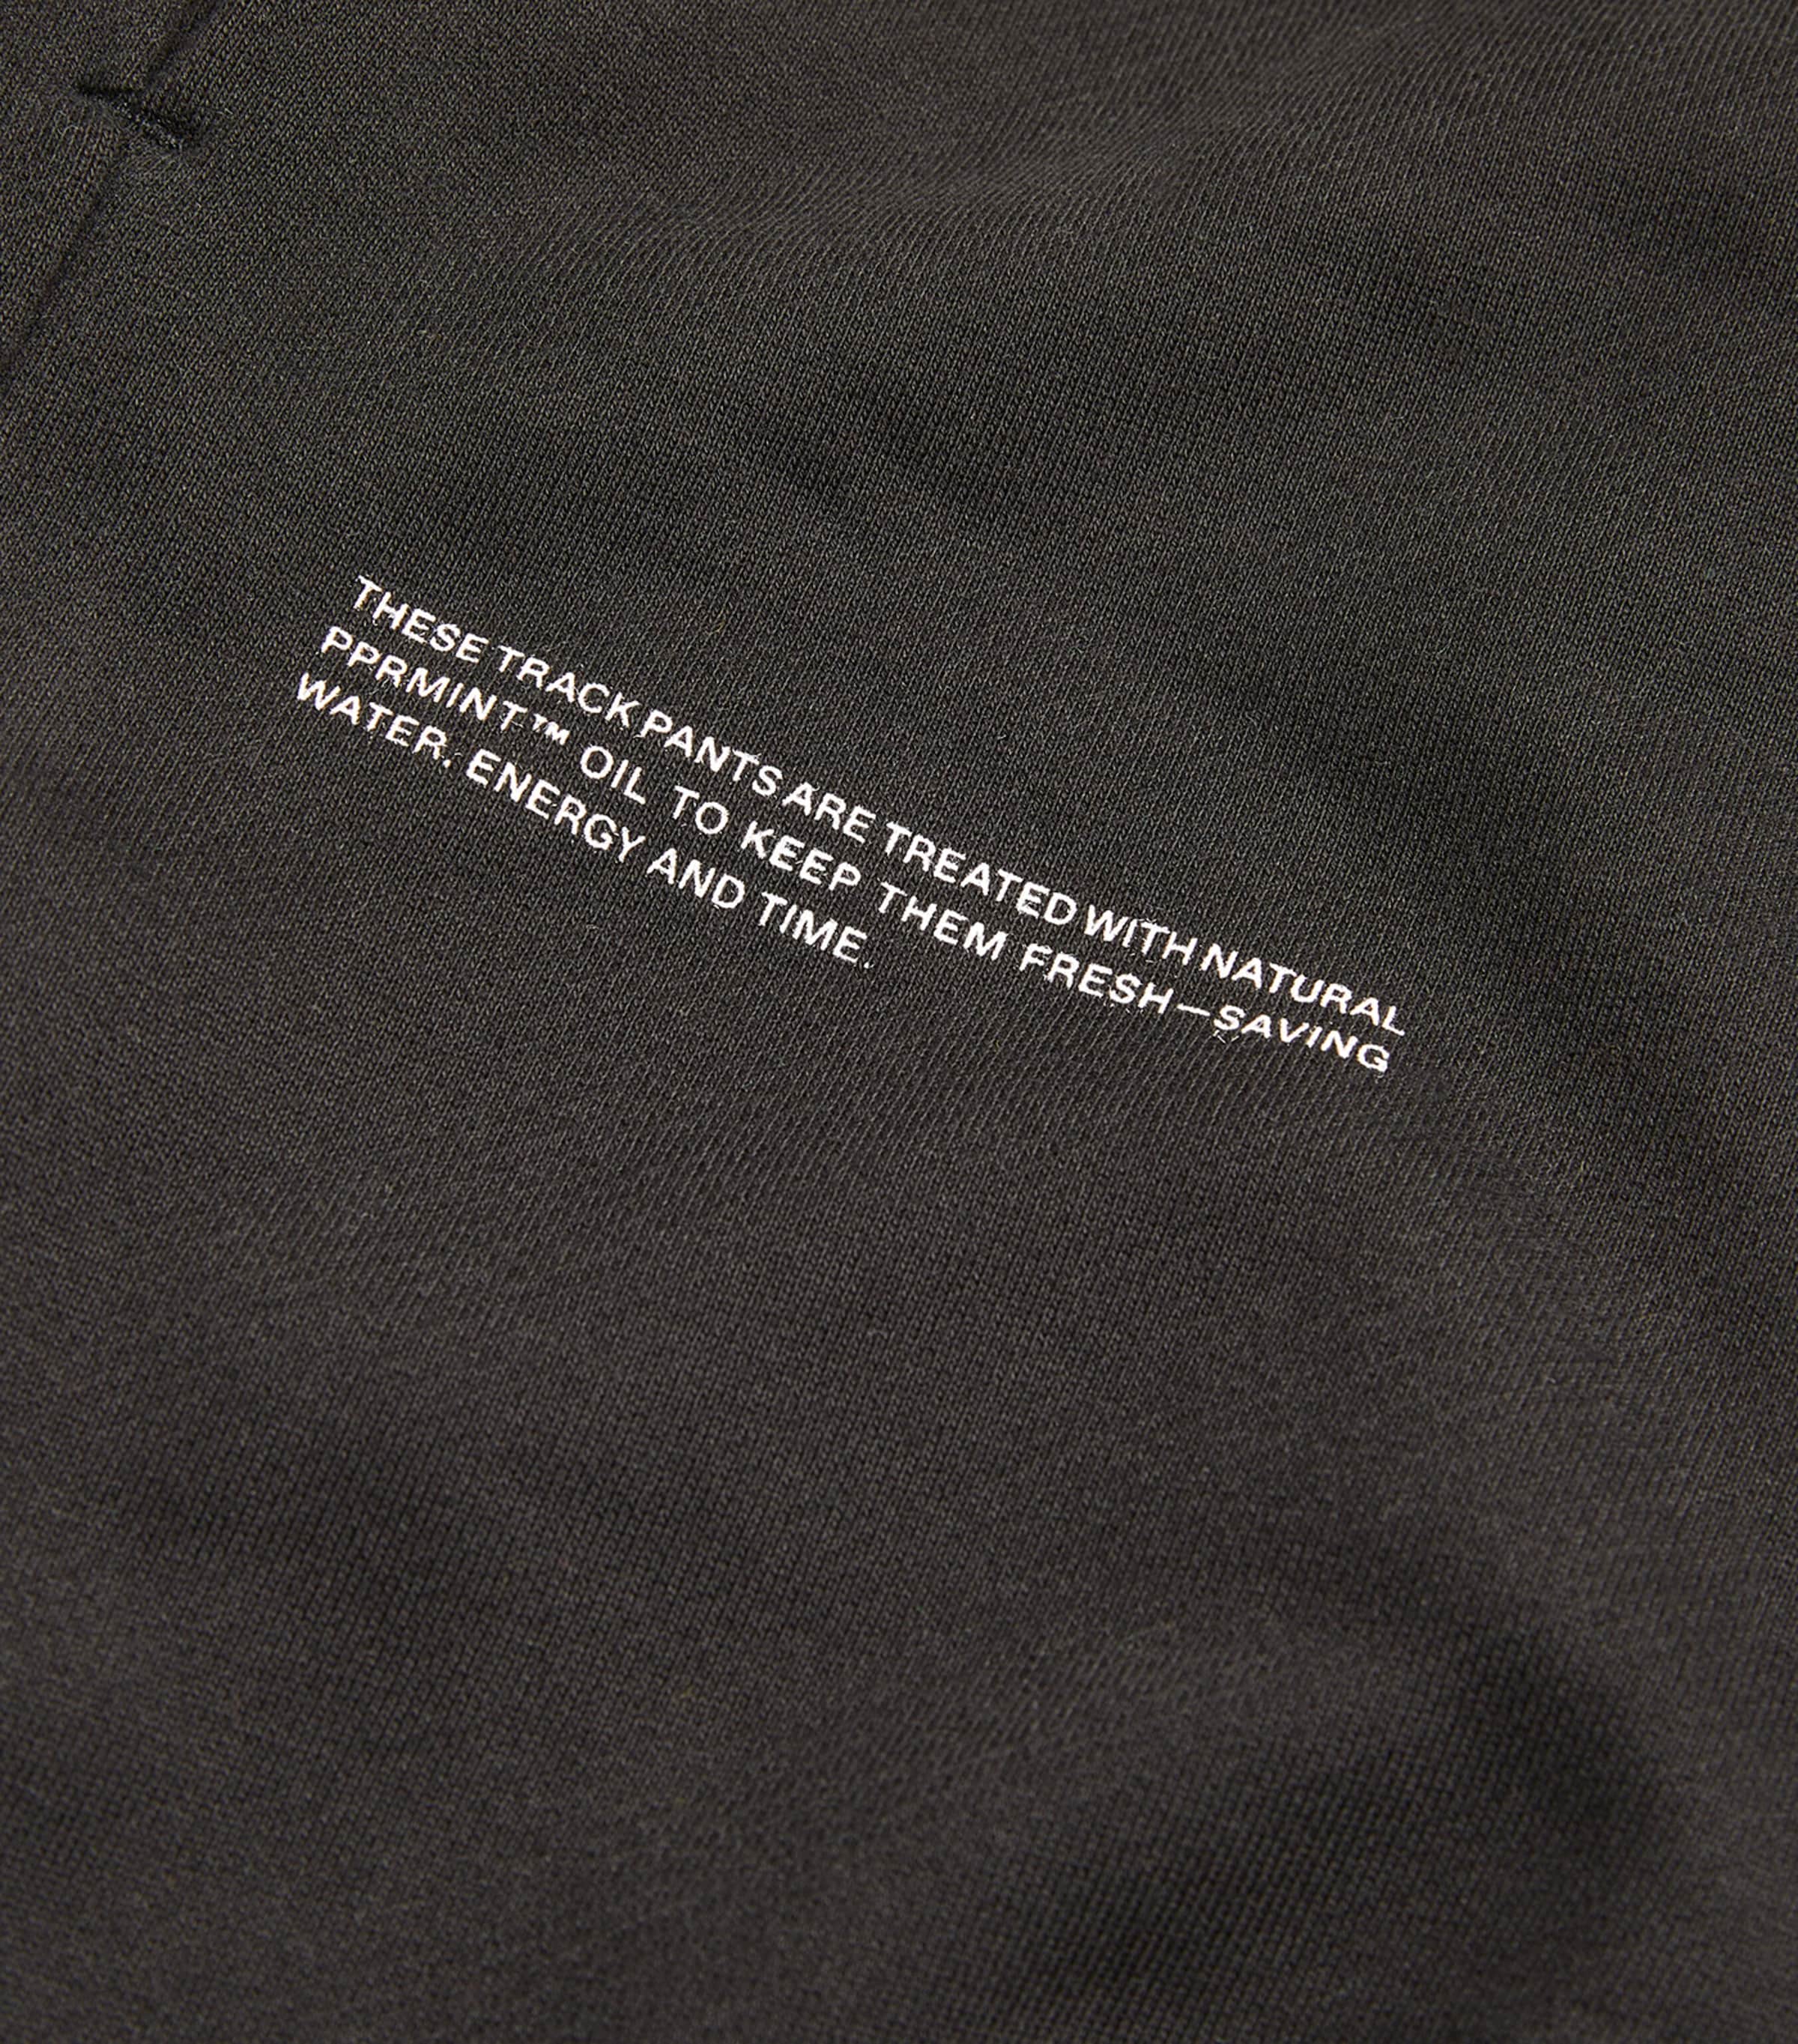 THESE TRACK PANTS ARE TREATED WITH NATURAL
PPRMINT™ OIL TO KEEP THEM FRESH—SAVING
WATER, ENERGY AND TIME.